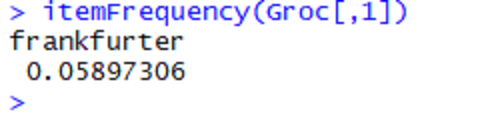 > itemFrequency(Groc[,1])
frankfurter
0.05897306
>